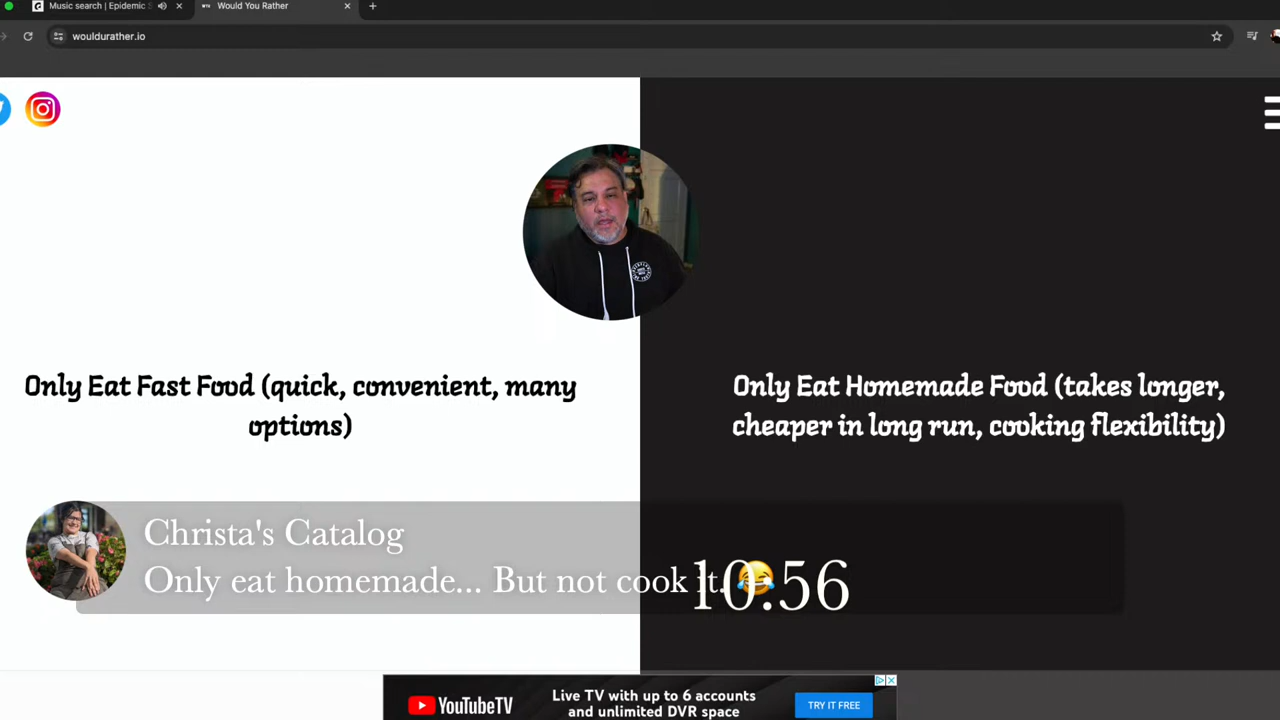 Music search | Epidemic S
Would You Rather
wouldurather.io
Only Eat Fast Food (quick, convenient, many
options)
Only Eat Homemade Food (takes longer,
cheaper in long run, cooking flexibility)
Christa's Catalog
Only eat homemade... But not cook it. 😂
10:56
YouTubeTV
Live TV with up to 6 accounts
and unlimited DVR space
TRY IT FREE